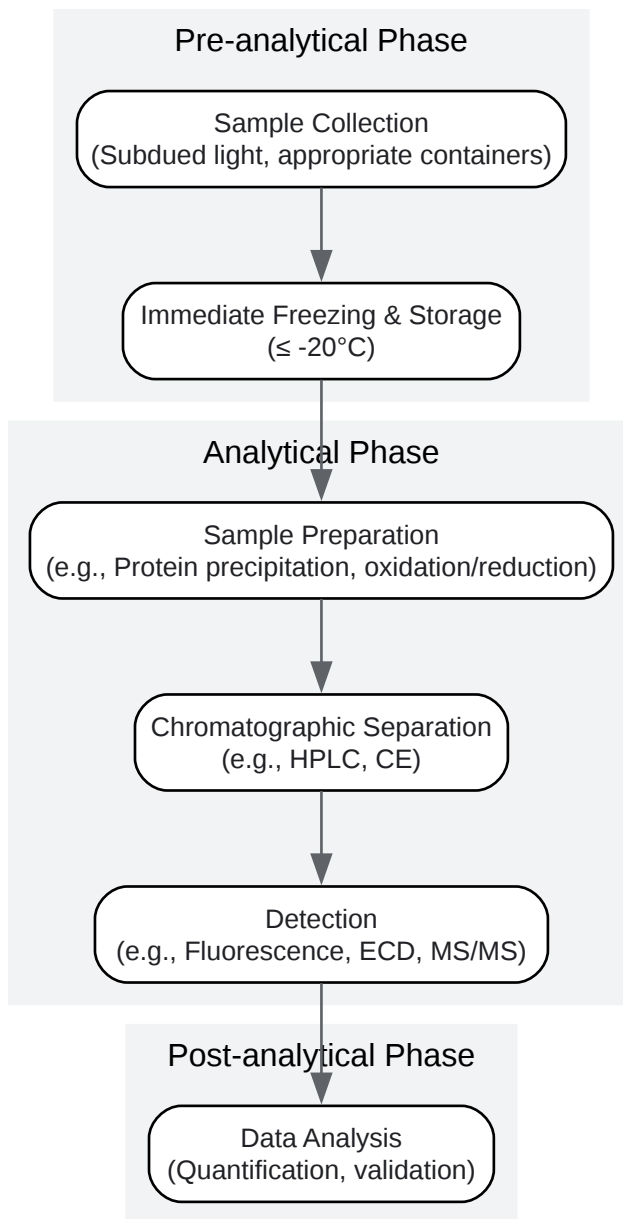 Pre-analytical Phase
Sample Collection
(Subdued light, appropriate containers)
Immediate Freezing & Storage
(≤ -20°C)
Analytical Phase
Sample Preparation
(e.g., Protein precipitation, oxidation/reduction)
Chromatographic Separation
(e.g., HPLC, CE)
Detection
(e.g., Fluorescence, ECD, MS/MS)
Post-analytical Phase
Data Analysis
(Quantification, validation)